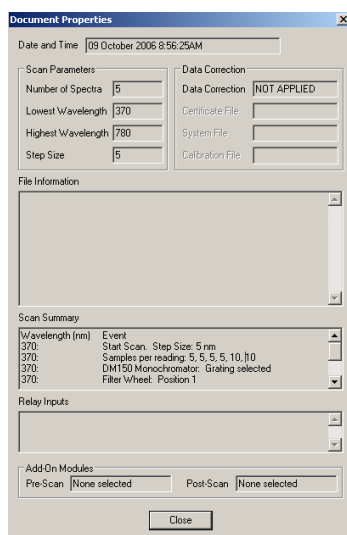 Document Properties
Date and Time 09 October 2006 8:56:25AM
Scan Parameters
Number of Spectra 5
Lowest Wavelength 370
Highest Wavelength 780
Step Size 5
Data Correction
Data Correction NOT APPLIED
Certificate File
System File
Calibration File
File Information
Scan Summary
Wavelength (nm) Event
370: Start Scan. Step Size: 5 nm
370: Samples per reading: 5, 5, 5, 5, 10, 10
370: DM150 Monochromator: Grating selected
370: Filter Wheel: Position 1
Relay Inputs
Add-On Modules
Pre-Scan None selected Post-Scan None selected
Close